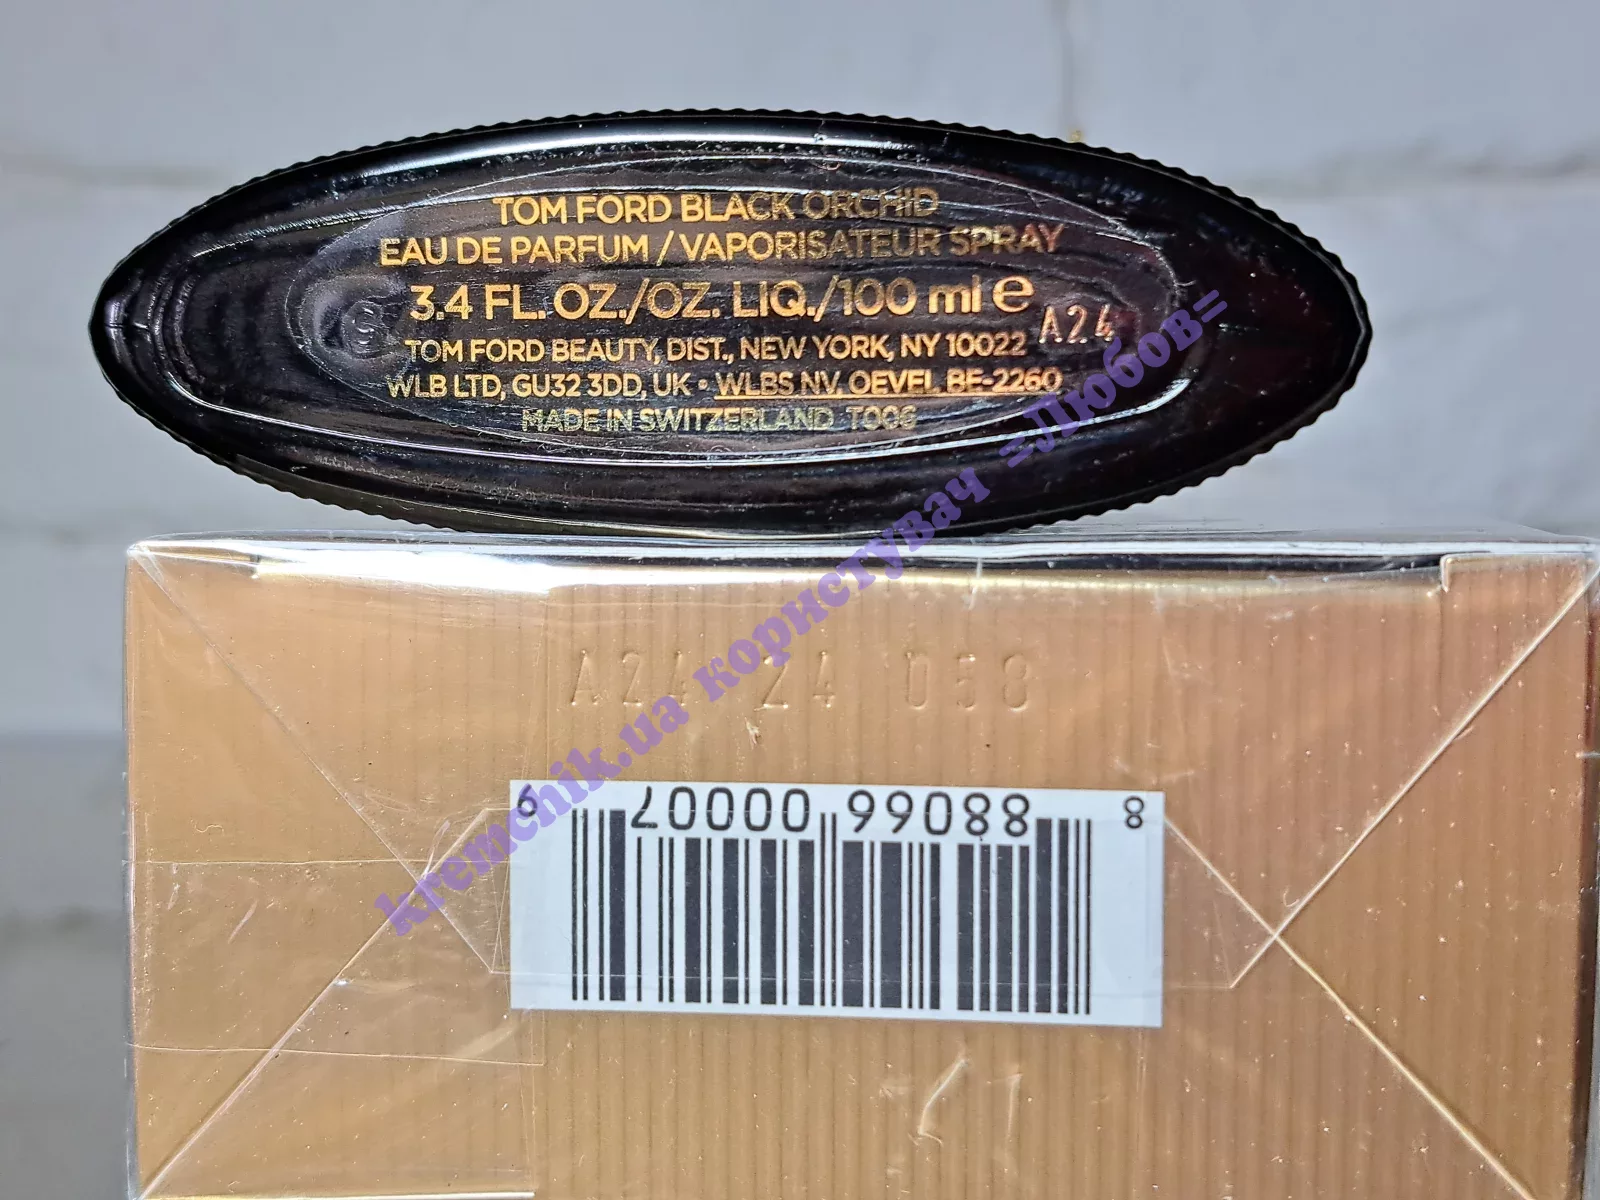 TOM FORD BLACK ORCHID
EAU DE PARFUM / VAPORISATEUR SPRAY
3.4 FL. OZ./OZ. LIQ./100 ml e
A24
TOM FORD BEAUTY, DIST., NEW YORK, NY 10022
WLB LTD, GU32 3DD, UK • WLBS NV, OEVEL BE-2260
MADE IN SWITZERLAND T006
kremchik.ua користувач =Любов=
A24 24 058
8 88066 00007 6